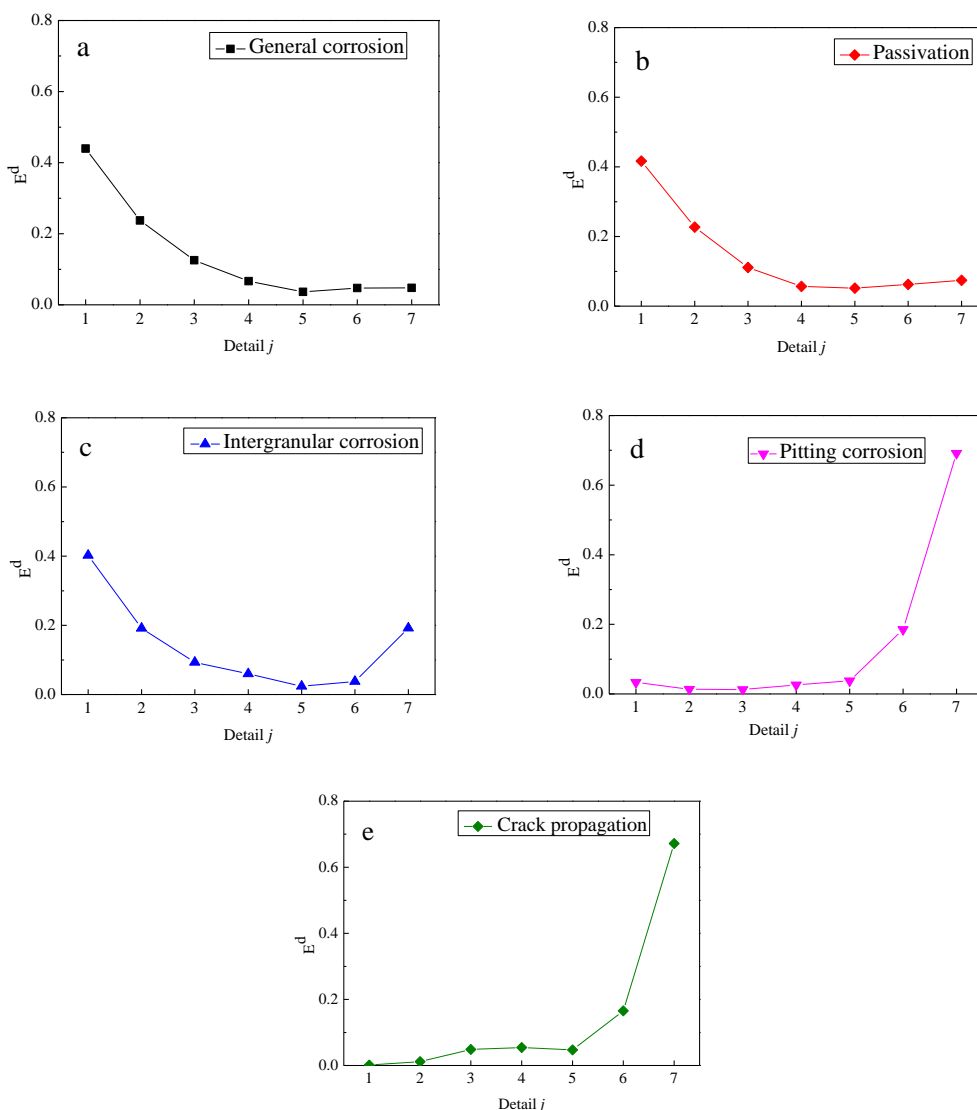 a
General corrosion
0.8
0.6
0.4
0.2
0.0
E^d
1 2 3 4 5 6 7
Detail j
b
Passivation
0.8
0.6
0.4
0.2
0.0
E^d
1 2 3 4 5 6 7
Detail j
c
Intergranular corrosion
0.8
0.6
0.4
0.2
0.0
E^d
1 2 3 4 5 6 7
Detail j
d
Pitting corrosion
0.8
0.6
0.4
0.2
0.0
E^d
1 2 3 4 5 6 7
Detail j
e
Crack propagation
0.8
0.6
0.4
0.2
0.0
E^d
1 2 3 4 5 6 7
Detail j